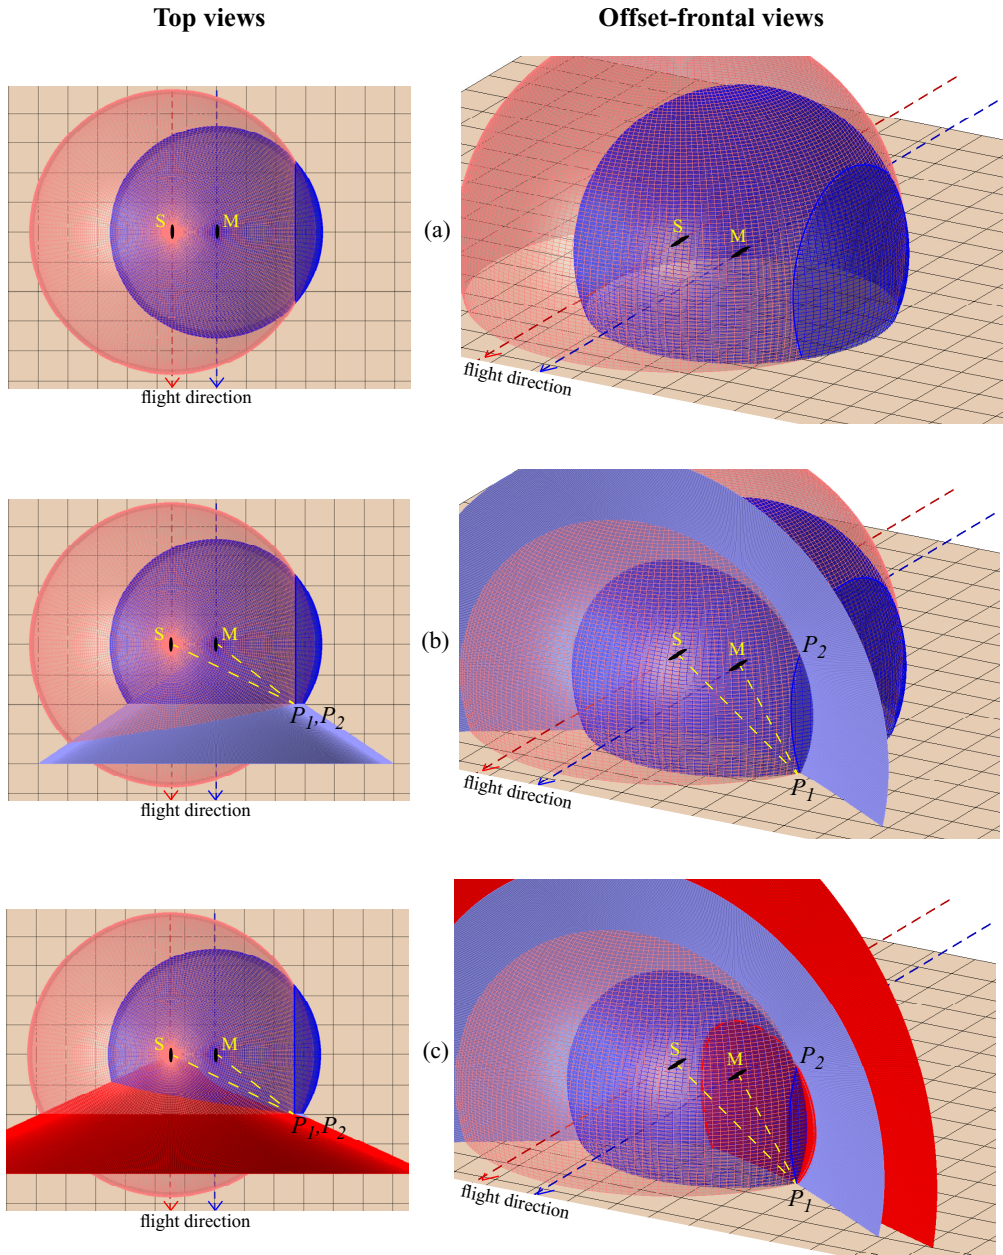 Top views
Offset-frontal views
S
M
flight direction
(a)
S
M
flight direction
S
M
P1,P2
flight direction
(b)
S
M
P2
P1
flight direction
S
M
P1,P2
flight direction
(c)
S
M
P2
P1
flight direction